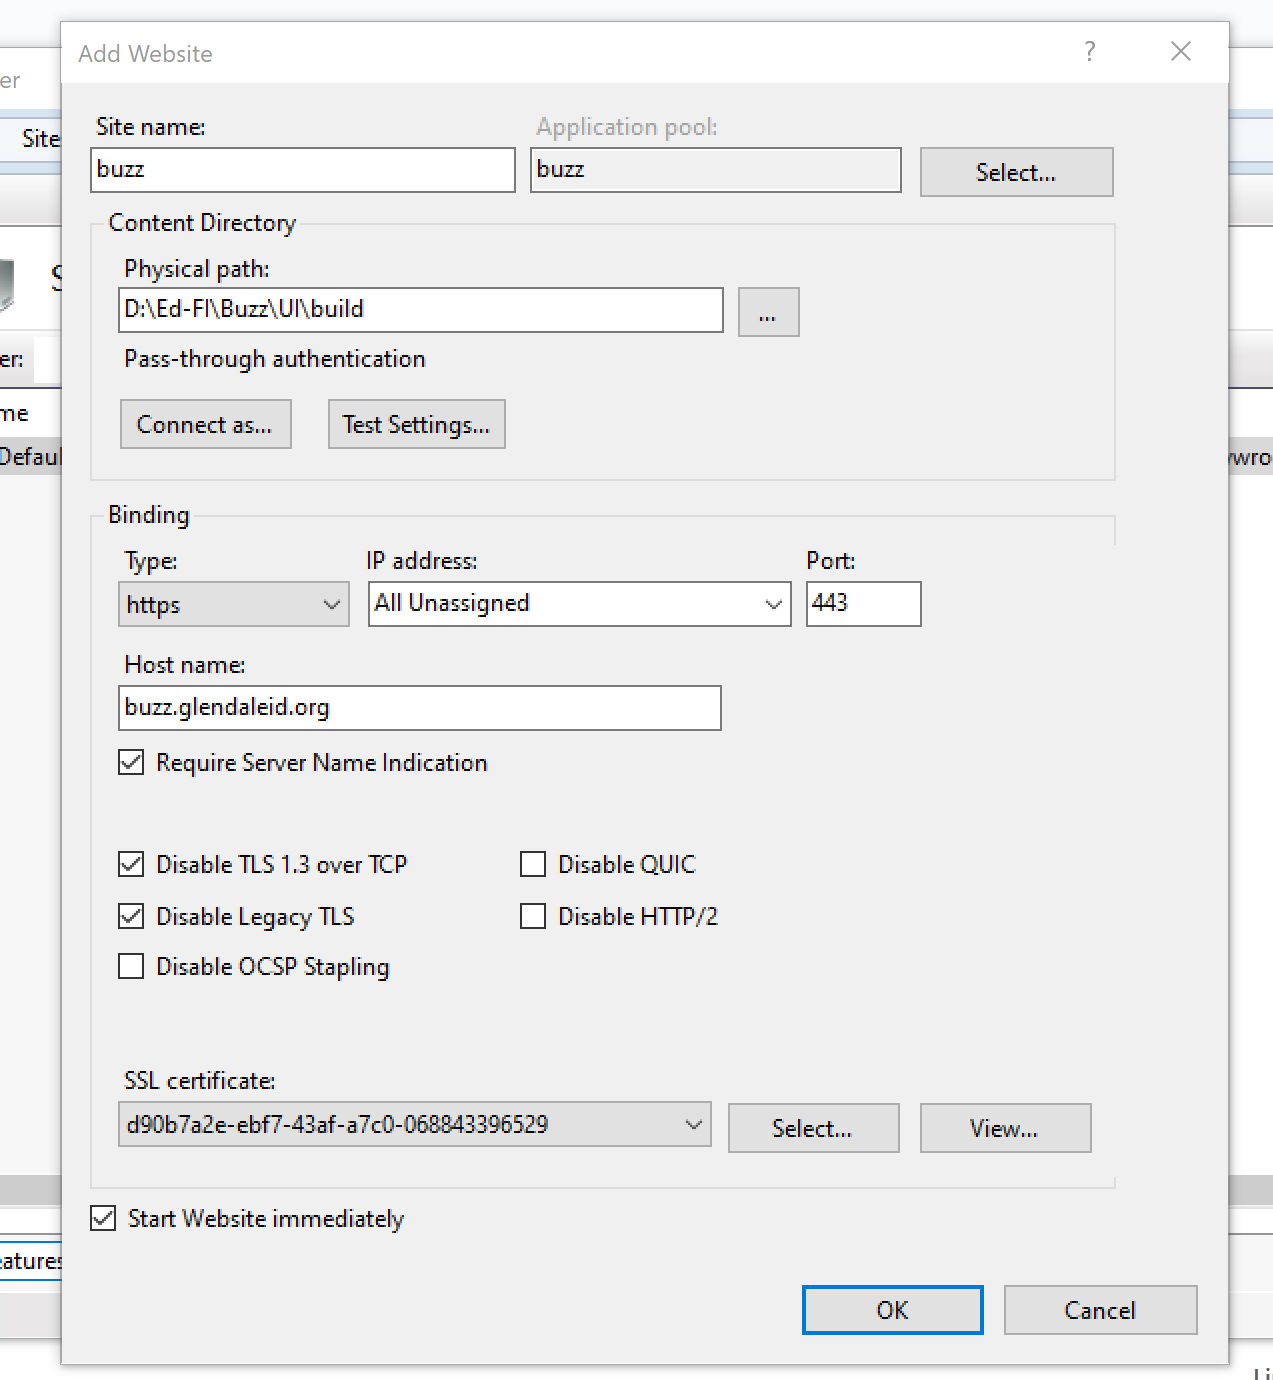 Add Website
?
er
Site
Site name:
Application pool:
buzz
buzz
Select...
Content Directory
S
Physical path:
D:\Ed-FI\Buzz\UI\build
...
er:
Pass-through authentication
me
Connect as...
Test Settings...
Defaul
wro
Binding
Type:
IP address:
Port:
https
All Unassigned
443
Host name:
buzz.glendaleid.org
Require Server Name Indication
Disable TLS 1.3 over TCP
Disable QUIC
Disable Legacy TLS
Disable HTTP/2
Disable OCSP Stapling
SSL certificate:
d90b7a2e-ebf7-43af-a7c0-068843396529
Select...
View...
Start Website immediately
eatures
OK
Cancel